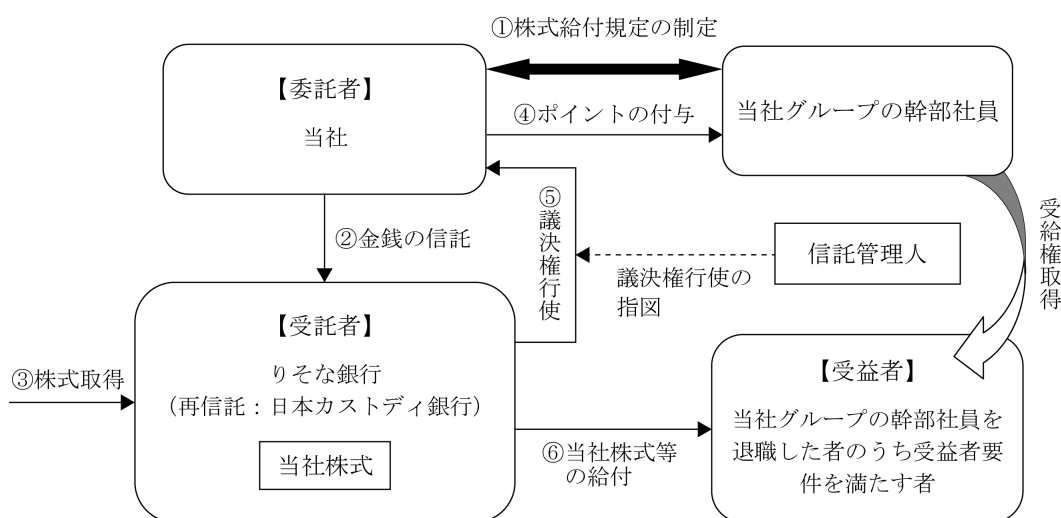 ①株式給付規定の制定
【委託者】
当社
④ポイントの付与
当社グループの幹部社員
②金銭の信託
⑤議決権行使
議決権行使の
指図
信託管理人
受給権取得
③株式取得
【受託者】
りそな銀行
（再信託：日本カストディ銀行）
当社株式
⑥当社株式等
の給付
【受益者】
当社グループの幹部社員を
退職した者のうち受益者要
件を満たす者